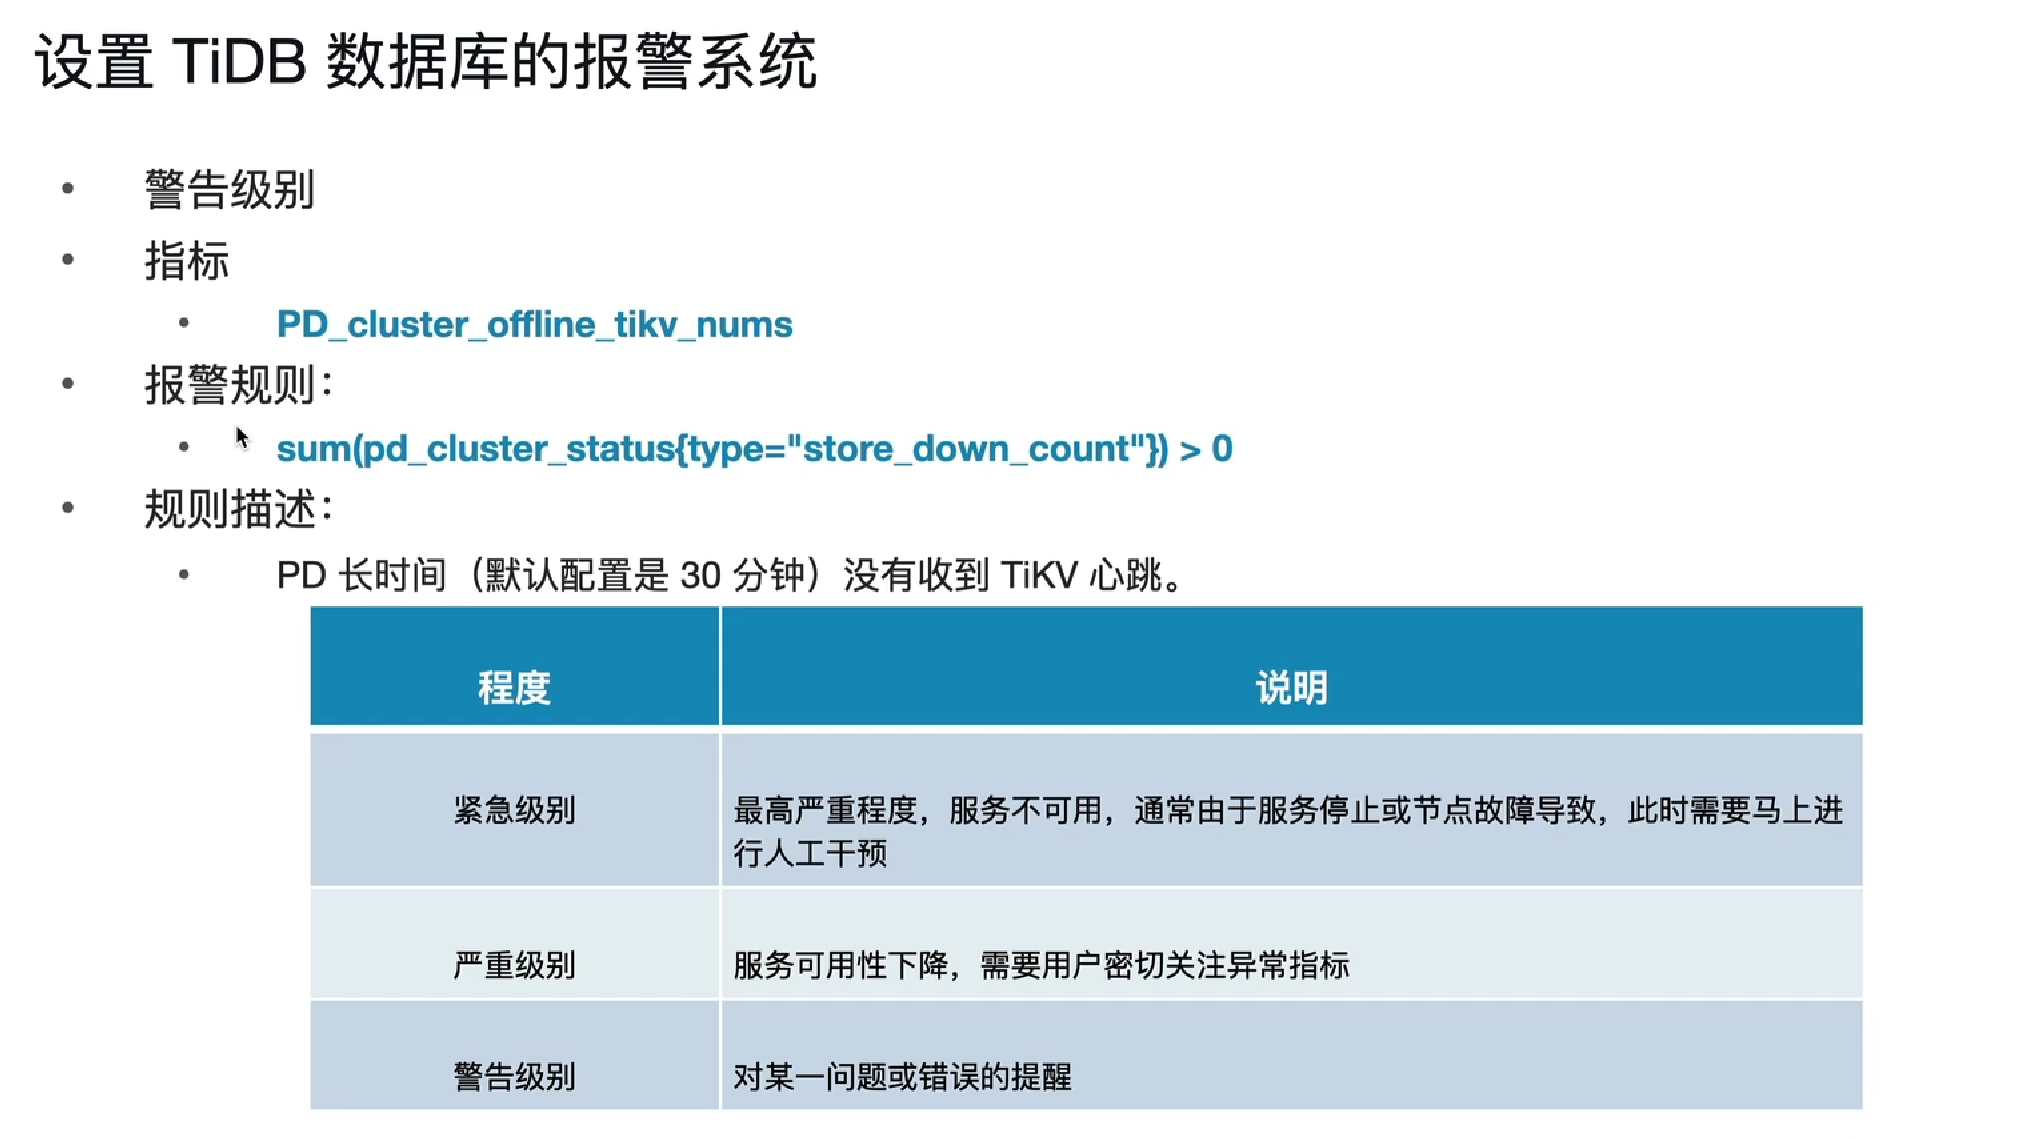 设置 TiDB 数据库的报警系统
• 警告级别
• 指标
• PD_cluster_offline_tikv_nums
• 报警规则：
• sum(pd_cluster_status{type="store_down_count"}) > 0
• 规则描述：
• PD 长时间（默认配置是 30 分钟）没有收到 TiKV 心跳。
程度 说明
紧急级别 最高严重程度，服务不可用，通常由于服务停止或节点故障导致，此时需要马上进
行人工干预
严重级别 服务可用性下降，需要用户密切关注异常指标
警告级别 对某一问题或错误的提醒